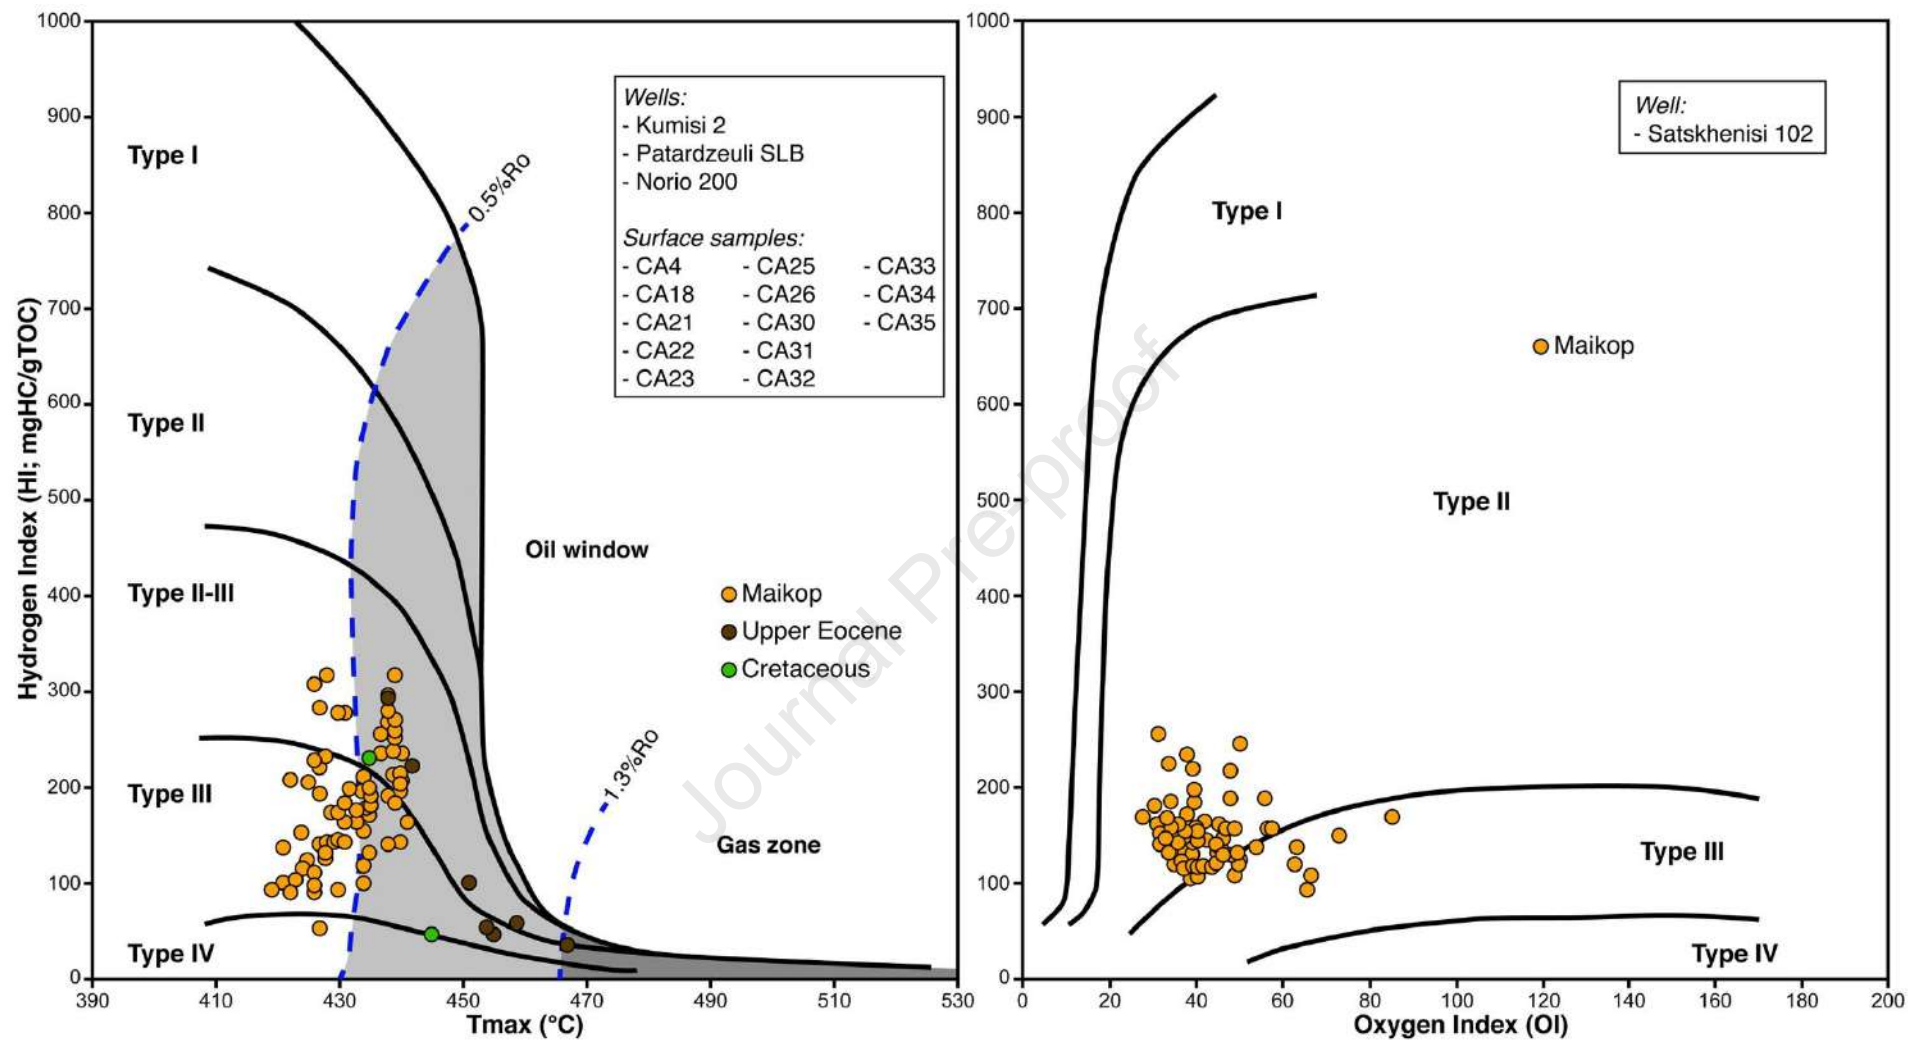 Hydrogen Index (HI; mgHC/gTOC)
1000
900
800
700
600
500
400
300
200
100
0
390
410
430
450
470
490
510
530
Tmax (°C)
Type I
Type II
Type II-III
Type III
Type IV
0.5%Ro
1.3%Ro
Oil window
Gas zone
Wells:
- Kumisi 2
- Patardzeuli SLB
- Norio 200
Surface samples:
- CA4 - CA25 - CA33
- CA18 - CA26 - CA34
- CA21 - CA30 - CA35
- CA22 - CA31
- CA23 - CA32
Maikop
Upper Eocene
Cretaceous
1000
900
800
700
600
500
400
300
200
100
0
0
20
40
60
80
100
120
140
160
180
200
Oxygen Index (OI)
Well:
- Satskhenisi 102
Type I
Maikop
Type II
Type III
Type IV
Journal Pre-proof